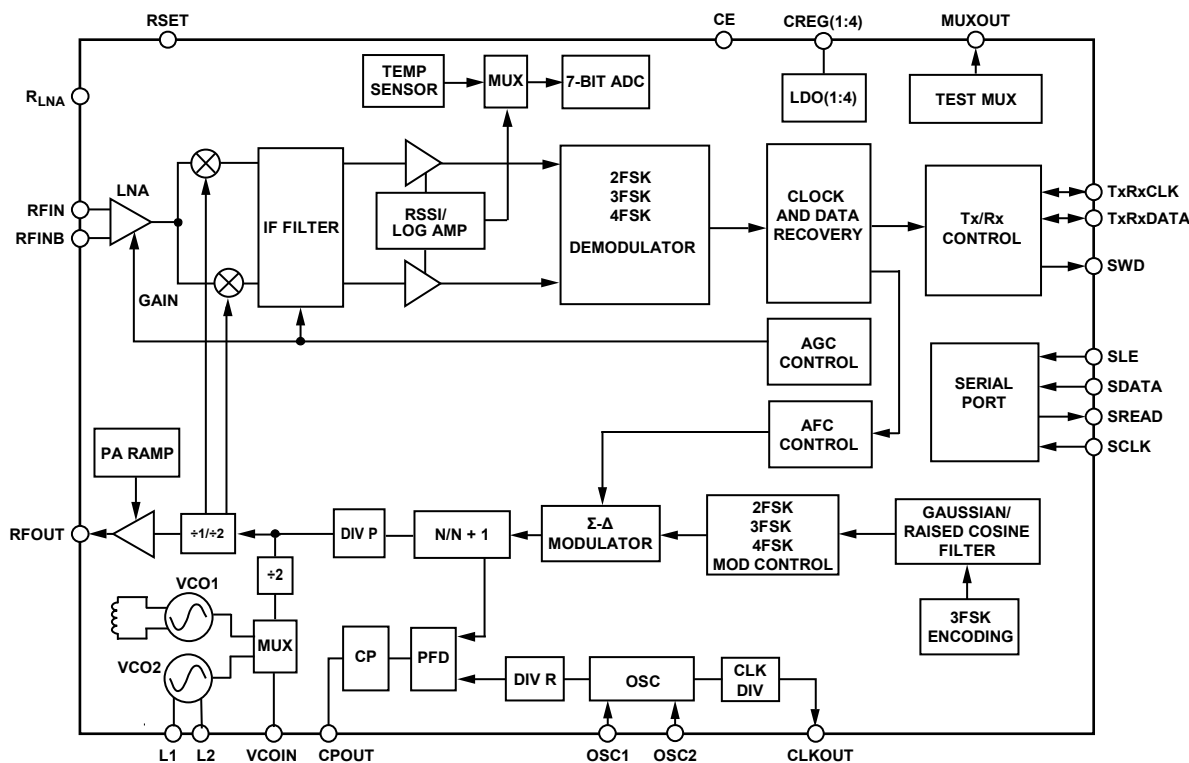 RSET
CE
CREG(1:4)
MUXOUT
RLNA
TEMP
SENSOR
MUX
7-BIT ADC
LDO(1:4)
TEST MUX
LNA
RFIN
RFINB
GAIN
IF FILTER
RSSI/
LOG AMP
2FSK
3FSK
4FSK
DEMODULATOR
CLOCK
AND DATA
RECOVERY
Tx/Rx
CONTROL
TxRxCLK
TxRxDATA
SWD
AGC
CONTROL
SERIAL
PORT
SLE
SDATA
SREAD
SCLK
AFC
CONTROL
PA RAMP
RFOUT
÷1/÷2
DIV P
N/N + 1
Σ-Δ
MODULATOR
2FSK
3FSK
4FSK
MOD CONTROL
GAUSSIAN/
RAISED COSINE
FILTER
÷2
VCO1
MUX
VCO2
CP
PFD
DIV R
OSC
CLK
DIV
3FSK
ENCODING
L1
L2
VCOIN
CPOUT
OSC1
OSC2
CLKOUT